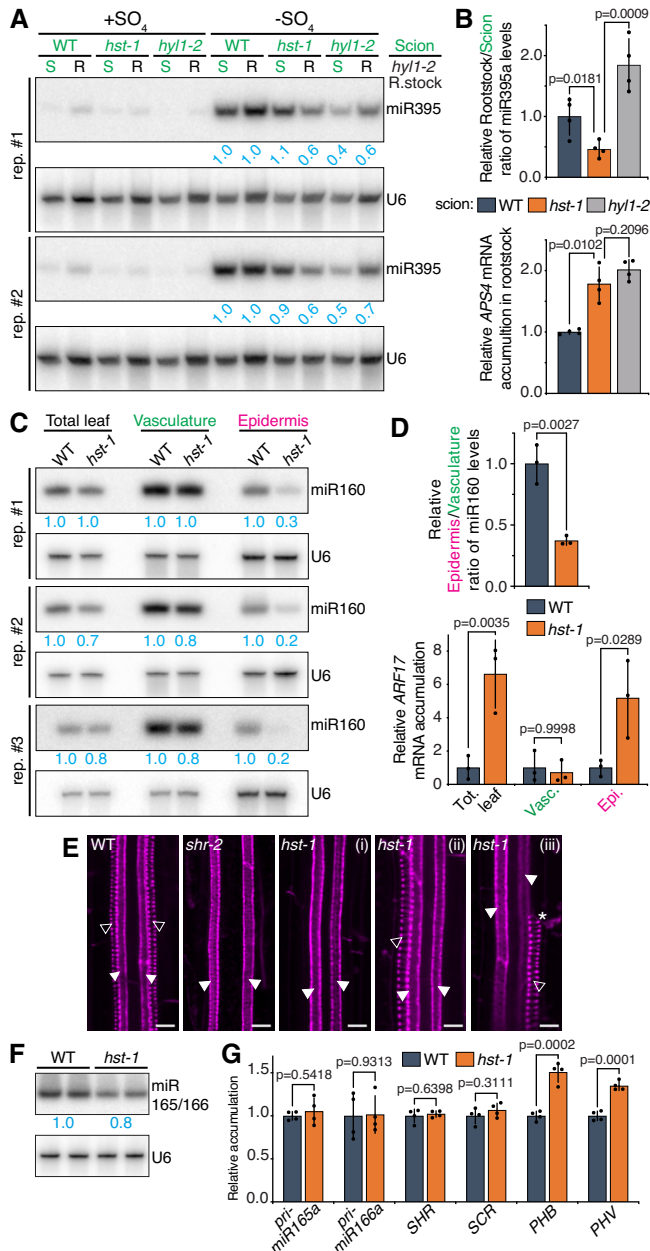 A
+SO4
-SO4
WT
hst-1
hyl1-2
WT
hst-1
hyl1-2
Scion
S R S R S R S R S R S R
hyl1-2
R.stock
rep. #1
miR395
1.0 1.0 1.1 0.6 0.4 0.6
U6
rep. #2
miR395
1.0 1.0 0.9 0.6 0.5 0.7
U6
B
Relative Rootstock/Scion
ratio of miR395a levels
p=0.0009
p=0.0181
2.0
1.5
1.0
0.5
0.0
scion: WT hst-1 hyl1-2
Relative APS4 mRNA
accumultion in rootstock
p=0.2096
p=0.0102
2.0
1.0
0.0
C
Total leaf
Vasculature
Epidermis
WT hst-1 WT hst-1 WT hst-1
rep. #1
miR160
1.0 1.0 1.0 1.0 1.0 0.3
U6
rep. #2
miR160
1.0 0.7 1.0 0.8 1.0 0.2
U6
rep. #3
miR160
1.0 0.8 1.0 0.8 1.0 0.2
U6
D
Relative
Epidermis/Vasculature
ratio of miR160 levels
p=0.0027
1.0
0.5
0.0
WT
hst-1
Relative ARF17
mRNA accumulation
p=0.0035
p=0.9998
p=0.0289
8
6
4
2
0
Tot.
leaf
Vasc.
Epi.
E
WT
shr-2
hst-1 (i)
hst-1 (ii)
hst-1 (iii)
*
F
WT
hst-1
miR
165/166
1.0 0.8
U6
G
WT hst-1
Relative accumulation
1.5
1.0
0.5
0.0
p=0.5418
p=0.9313
p=0.6398
p=0.3111
p=0.0002
p=0.0001
pri-
miR165a
pri-
miR166a
SHR
SCR
PHB
PHV